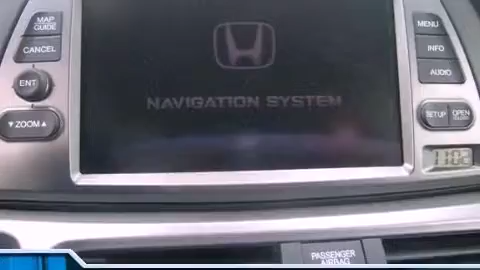 MAP
GUIDE
CANCEL
ENT
▼ZOOM▲
NAVIGATION SYSTEM
MENU
INFO
AUDIO
SETUP
OPEN
PASSENGER
AIRBAG